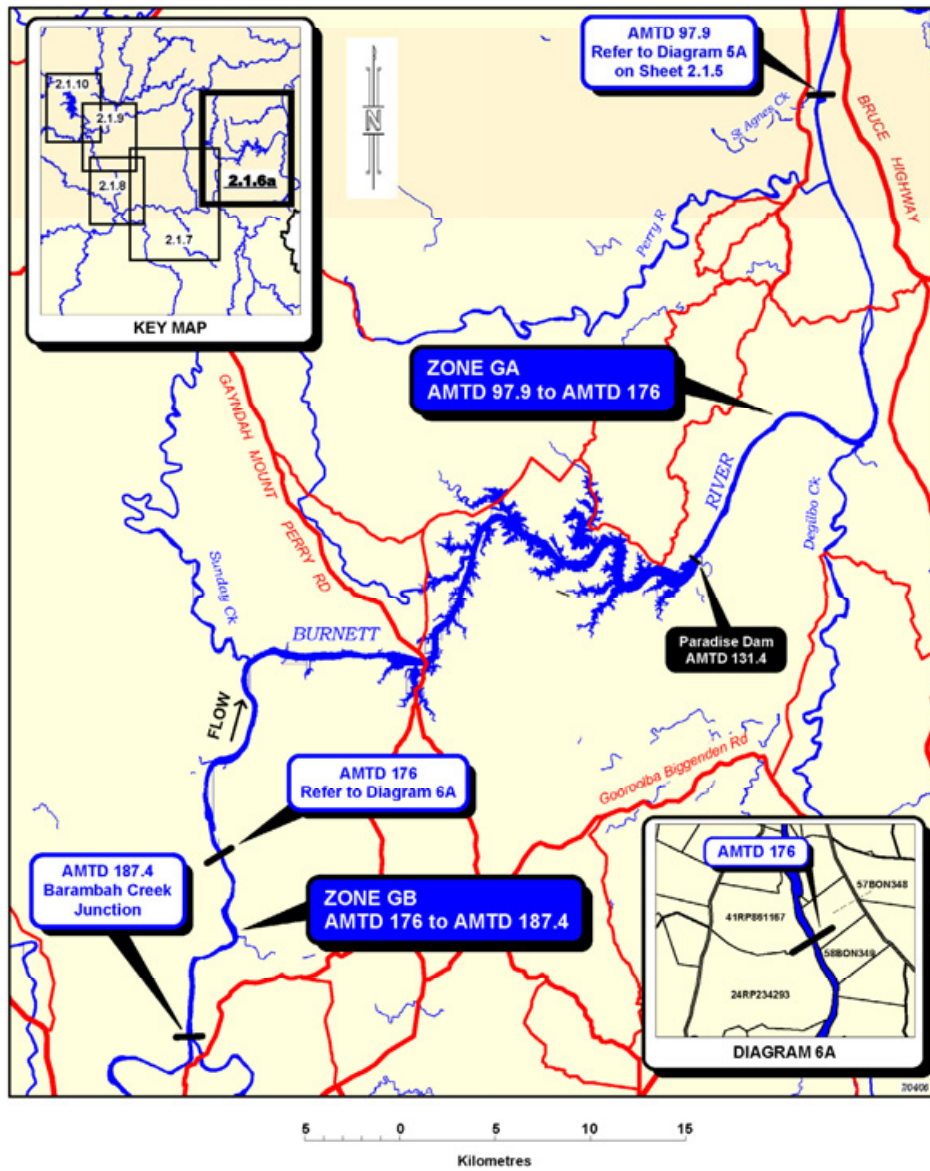 AMTD 97.9
Refer to Diagram 5A
on Sheet 2.1.5
2.1.10
2.1.9
2.1.8
2.1.6a
2.1.7
KEY MAP
N
St Agnes Ck
BRUCE HIGHWAY
Perry R
ZONE GA
AMTD 97.9 to AMTD 176
GAYNDAH MOUNT PERRY RD
RIVER
Degilbo Ck
Sunday Ck
BURNETT
Paradise Dam
AMTD 131.4
FLOW
Gooroolba Biggenden Rd
AMTD 176
Refer to Diagram 6A
AMTD 187.4
Barambah Creek
Junction
ZONE GB
AMTD 176 to AMTD 187.4
AMTD 176
57BON348
41RP861167
58BON349
24RP234293
DIAGRAM 6A
5 0 5 10 15
Kilometres